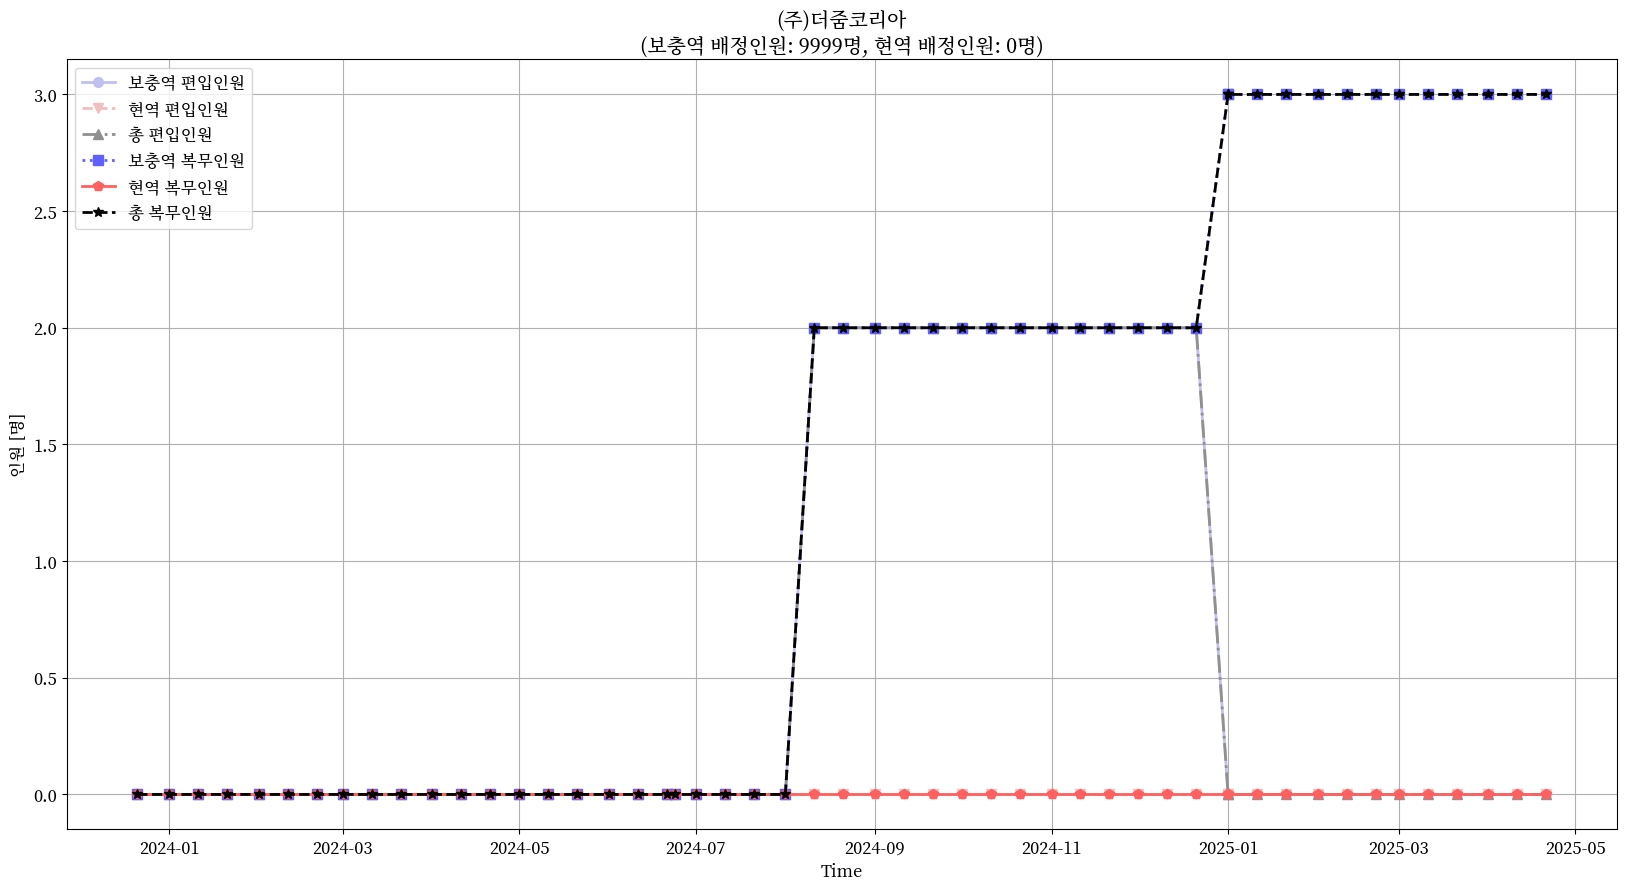 (주)더줌코리아
(보충역 배정인원: 9999명, 현역 배정인원: 0명)
보충역 편입인원
현역 편입인원
총 편입인원
보충역 복무인원
현역 복무인원
총 복무인원
3.0
2.5
2.0
1.5
1.0
0.5
0.0
인원 [명]
2024-01 2024-03 2024-05 2024-07 2024-09 2024-11 2025-01 2025-03 2025-05
Time